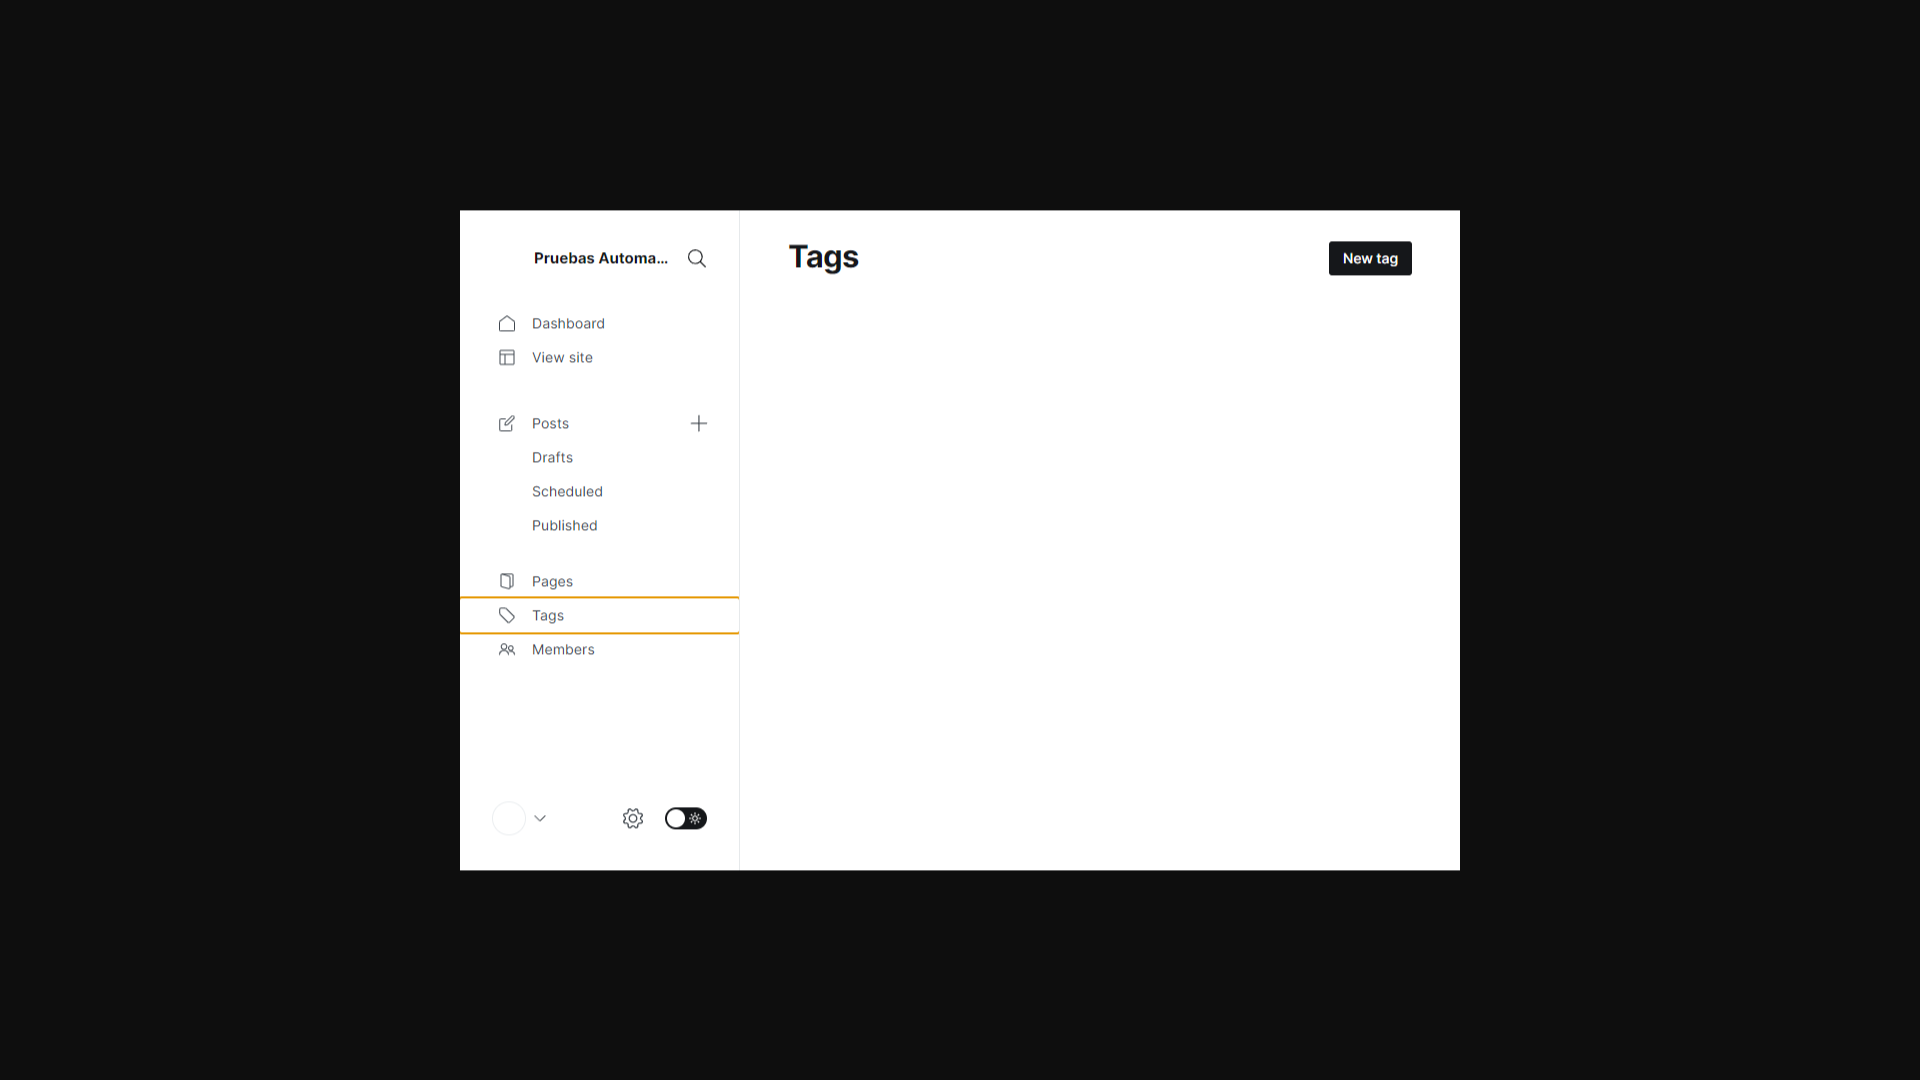 Pruebas Automa...
Dashboard
View site
Posts
Drafts
Scheduled
Published
Pages
Tags
Members
Tags
New tag